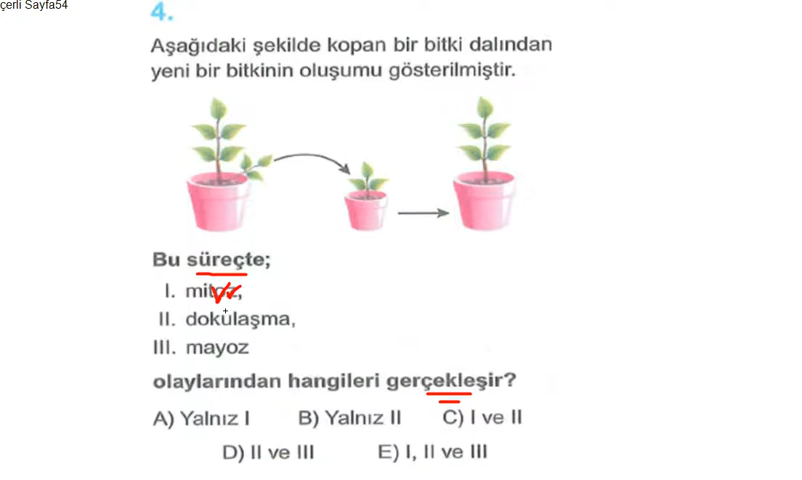 çerli Sayfa54
4.
Aşağıdaki şekilde kopan bir bitki dalından
yeni bir bitkinin oluşumu gösterilmiştir.
Bu süreçte;
I. mitoz,
II. dokulaşma,
III. mayoz
olaylarından hangileri gerçekleşir?
A) Yalnız I B) Yalnız II C) I ve II
D) II ve III E) I, II ve III